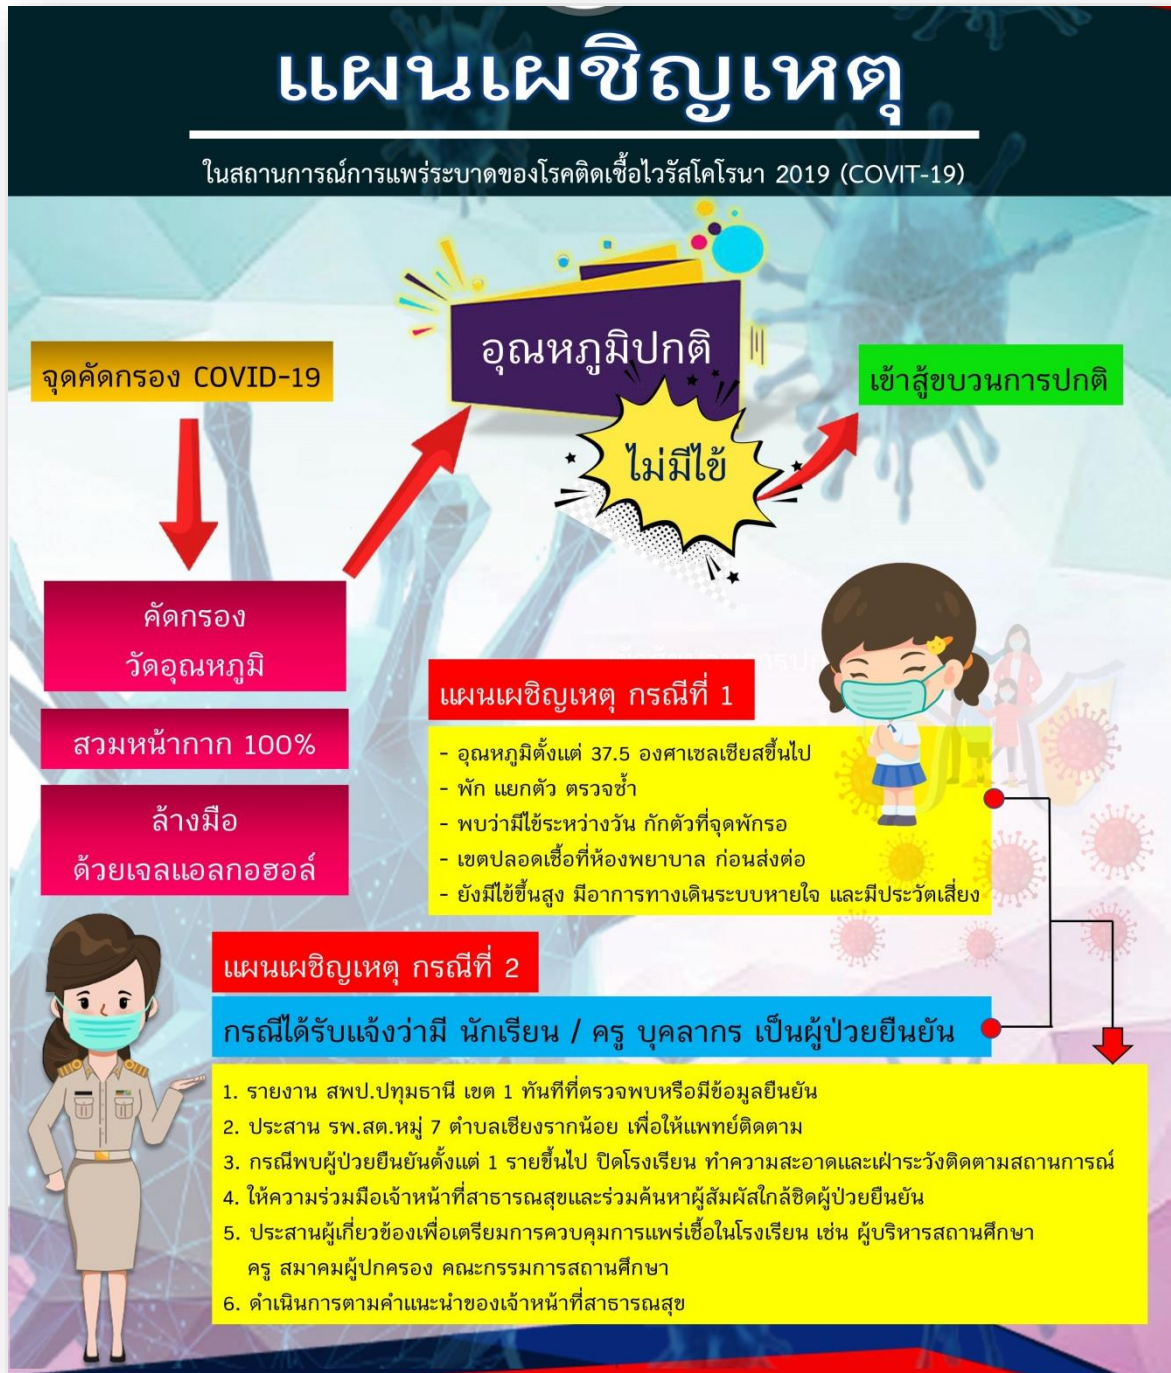 แผนเผชิญเหตุ
ในสถานการณ์การแพร่ระบาดของโรคติดเชื้อไวรัสโคโรนา 2019 (COVIT-19)
จุดคัดกรอง COVID-19
อุณหภูมิปกติ
ไม่มีไข้
เข้าสู้ขบวนการปกติ
คัดกรอง
วัดอุณหภูมิ
สวมหน้ากาก 100%
ล้างมือ
ด้วยเจลแอลกอฮอล์
แผนเผชิญเหตุ กรณีที่ 1
- อุณหภูมิตั้งแต่ 37.5 องศาเซลเซียสขึ้นไป
- พัก แยกตัว ตรวจซ้ำ
- พบว่ามีไข้ระหว่างวัน กักตัวที่จุดพักรอ
- เขตปลอดเชื้อที่ห้องพยาบาล ก่อนส่งต่อ
- ยังมีไข้ขึ้นสูง มีอาการทางเดินระบบหายใจ และมีประวัตเสี่ยง
แผนเผชิญเหตุ กรณีที่ 2
กรณีได้รับแจ้งว่ามี นักเรียน / ครู บุคลากร เป็นผู้ป่วยยืนยัน
1. รายงาน สพป.ปทุมธานี เขต 1 ทันทีที่ตรวจพบหรือมีข้อมูลยืนยัน
2. ประสาน รพ.สต.หมู่ 7 ตำบลเชียงรากน้อย เพื่อให้แพทย์ติดตาม
3. กรณีพบผู้ป่วยยืนยันตั้งแต่ 1 รายขึ้นไป ปิดโรงเรียน ทำความสะอาดและเฝ่าระวังติดตามสถานการณ์
4. ให้ความร่วมมือเจ้าหน้าที่สาธารณสุขและร่วมค้นหาผู้สัมผัสใกล้ชิดผู้ป่วยยืนยัน
5. ประสานผู้เกี่ยวข้องเพื่อเตรียมการควบคุมการแพร่เชื้อในโรงเรียน เช่น ผู้บริหารสถานศึกษา
ครู สมาคมผู้ปกครอง คณะกรรมการสถานศึกษา
6. ดำเนินการตามคำแนะนำของเจ้าหน้าที่สาธารณสุข